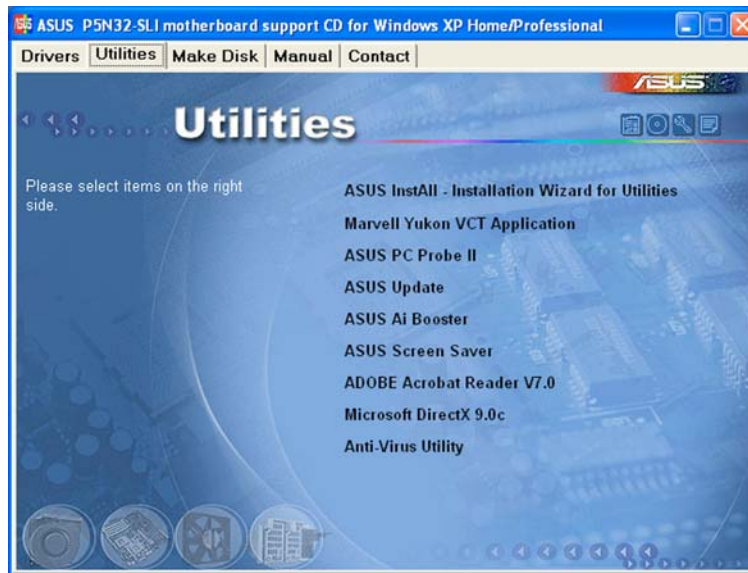 ASUS P5N32-SLI motherboard support CD for Windows XP Home/Professional
Drivers Utilities Make Disk Manual Contact
ASUS
Utilities
Please select items on the right
side.
ASUS InstAll - Installation Wizard for Utilities
Marvell Yukon VCT Application
ASUS PC Probe II
ASUS Update
ASUS Ai Booster
ASUS Screen Saver
ADOBE Acrobat Reader V7.0
Microsoft DirectX 9.0c
Anti-Virus Utility